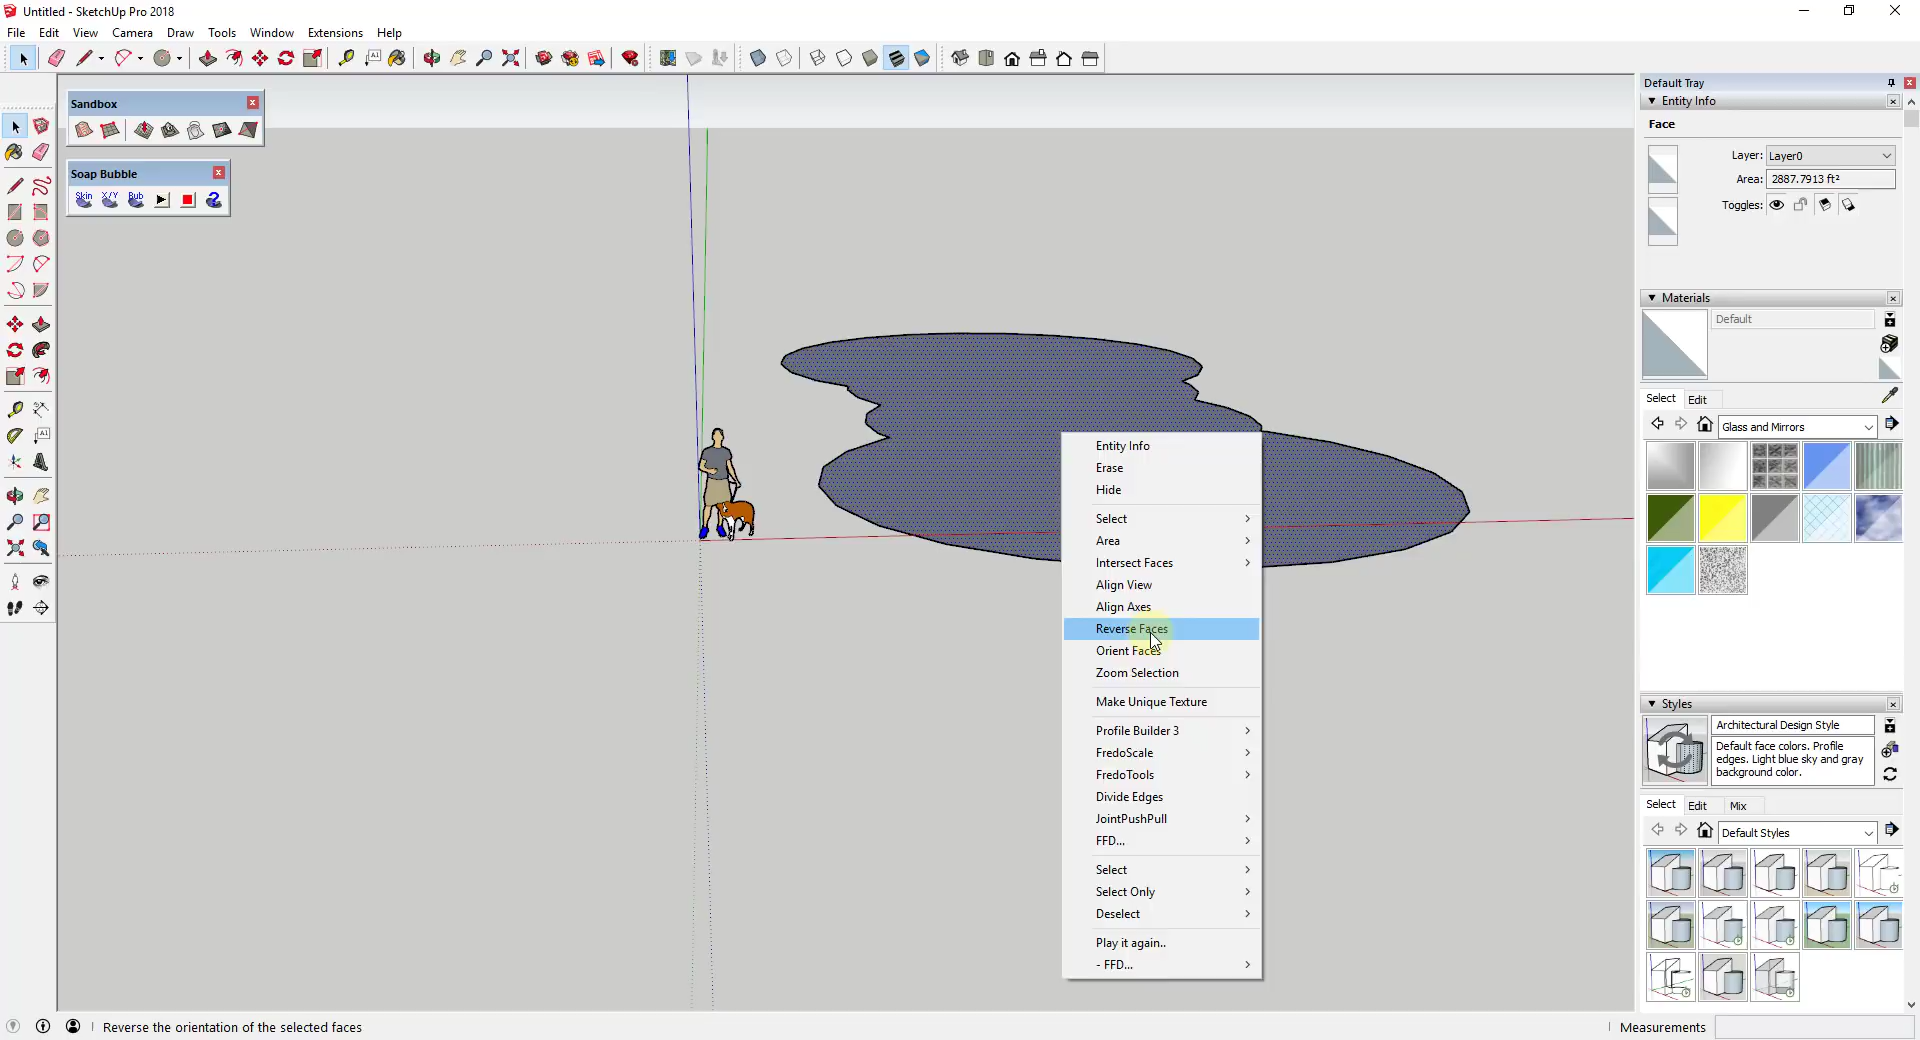 Untitled - SketchUp Pro 2018
File Edit View Camera Draw Tools Window Extensions Help
Sandbox
Soap Bubble
Skin X/Y Bub
Default Tray
Entity Info
Face
Layer: Layer0
Area: 2887.7913 ft²
Toggles:
Materials
Default
Select Edit
Glass and Mirrors
Styles
Architectural Design Style
Default face colors. Profile
edges. Light blue sky and gray
background color.
Select Edit Mix
Default Styles
Entity Info
Erase
Hide
Select
Area
Intersect Faces
Align View
Align Axes
Reverse Faces
Orient Faces
Zoom Selection
Make Unique Texture
Profile Builder 3
FredoScale
FredoTools
Divide Edges
JointPushPull
FFD...
Select
Select Only
Deselect
Play it again..
- FFD...
Reverse the orientation of the selected faces
Measurements